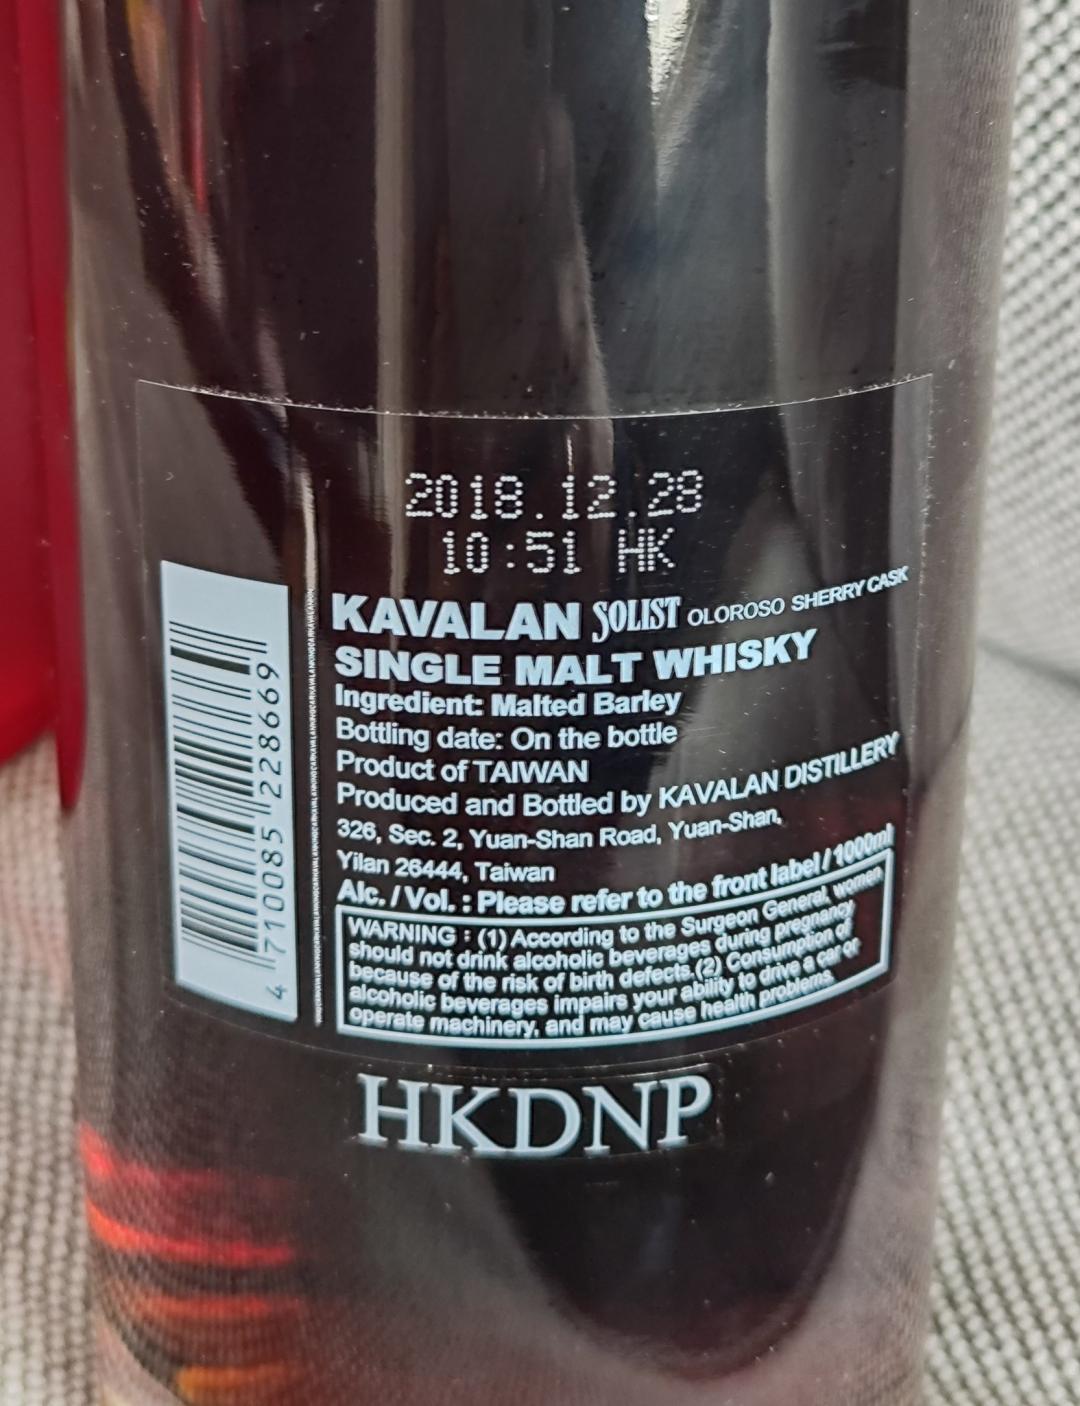 2018.12.28
10:51 HK
KAVALAN SOLIST OLOROSO SHERRY CASK
SINGLE MALT WHISKY
Ingredient: Malted Barley
Bottling date: On the bottle
Product of TAIWAN
Produced and Bottled by KAVALAN DISTILLERY
326, Sec. 2, Yuan-Shan Road, Yuan-Shan,
Yilan 26444, Taiwan
Alc. / Vol. : Please refer to the front label / 1000ml
WARNING : (1) According to the Surgeon General, women
should not drink alcoholic beverages during pregnancy
because of the risk of birth defects.(2) Consumption of
alcoholic beverages impairs your ability to drive a car or
operate machinery, and may cause health problems.
4 710085 228669
HKDNP